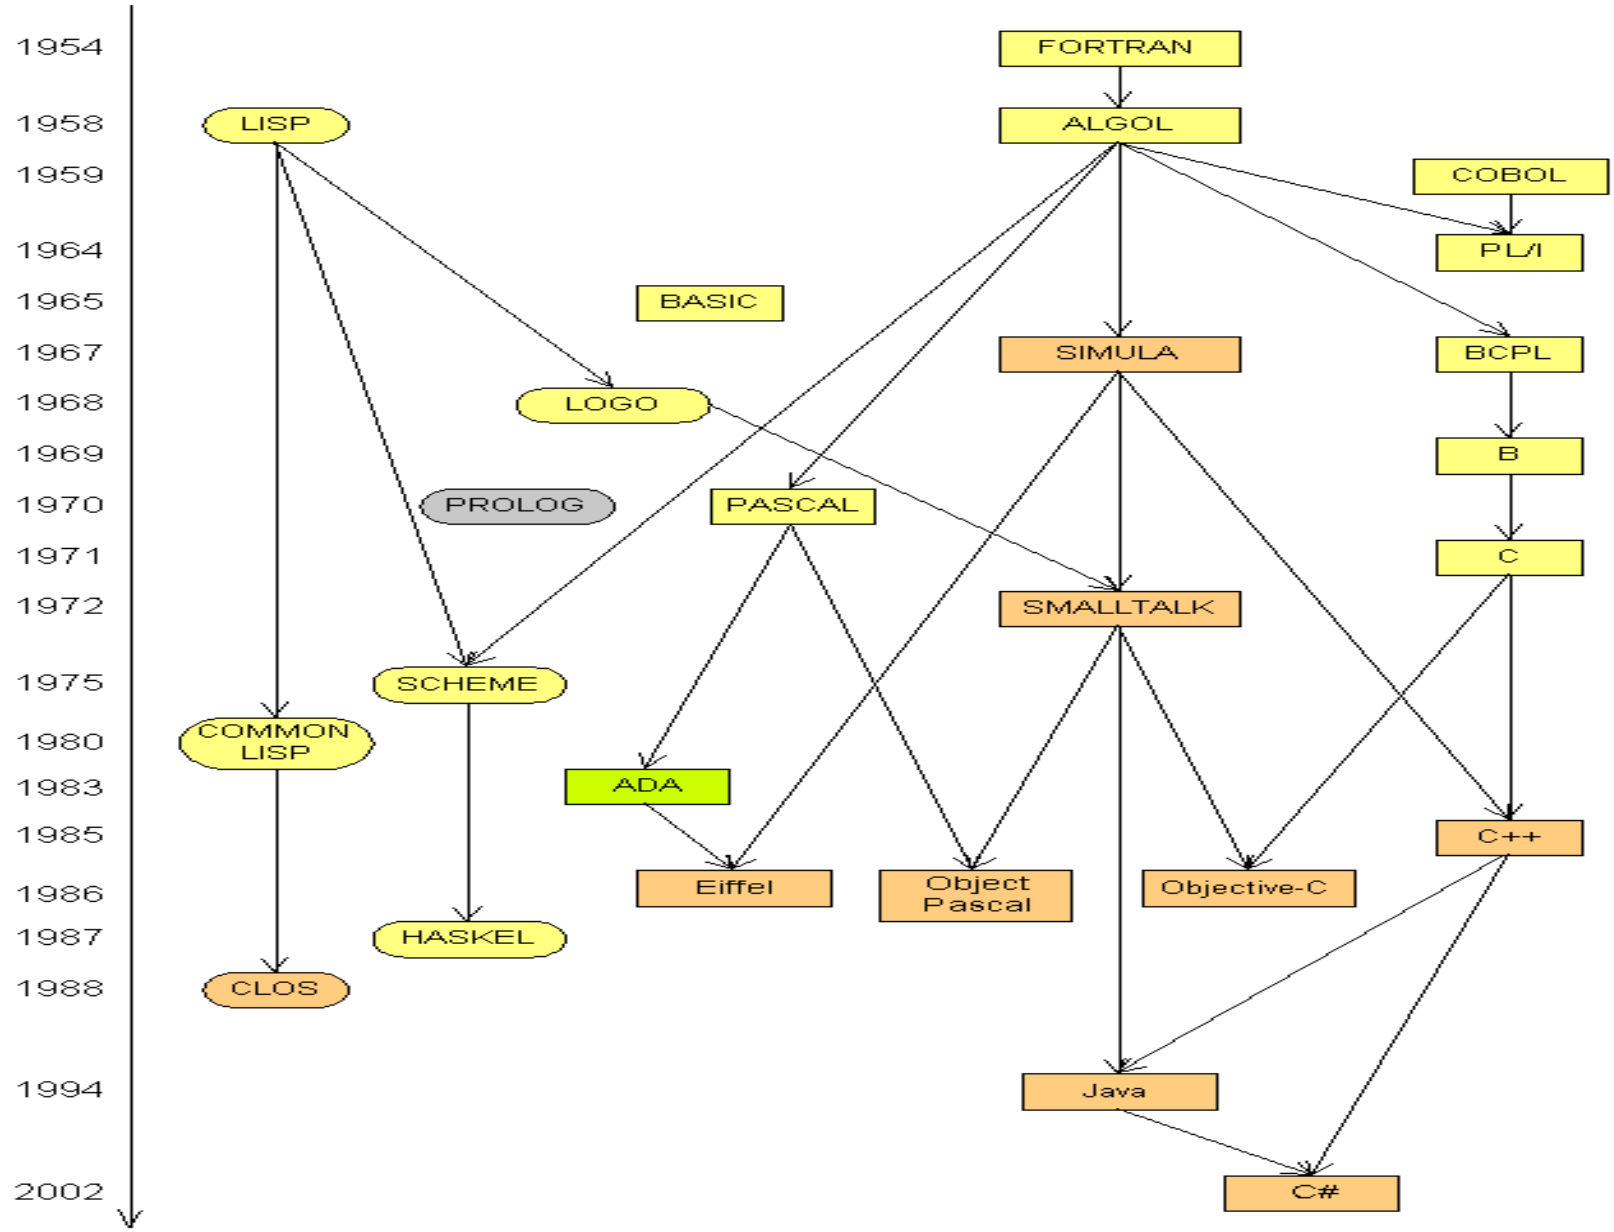 1954
FORTRAN
1958
LISP
ALGOL
1959
COBOL
1964
PL/I
1965
BASIC
1967
SIMULA
BCPL
1968
LOGO
1969
B
1970
PROLOG
PASCAL
1971
C
1972
SMALLTALK
1975
SCHEME
1980
COMMON
LISP
1983
ADA
1985
C++
1986
Eiffel
Object
Pascal
Objective-C
1987
HASKEL
1988
CLOS
1994
Java
2002
C#